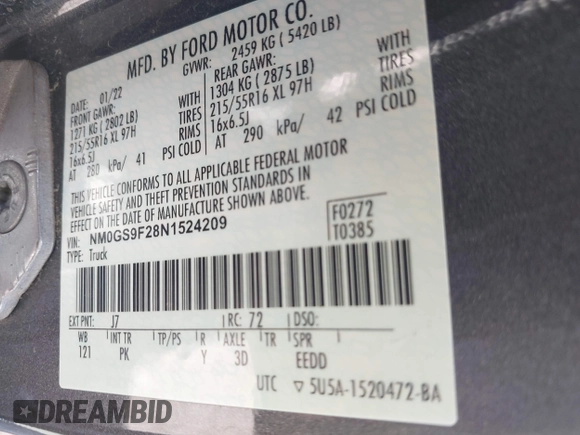 MFD. BY FORD MOTOR CO.
GVWR: 2459 KG ( 5420 LB)
DATE: 01/22
FRONT GAWR: REAR GAWR:
1271 KG ( 2802 LB) WITH 1304 KG ( 2875 LB) WITH
215/55R16 XL 97H TIRES 215/55R16 XL 97H TIRES
16x6.5J RIMS 16x6.5J RIMS
AT 280 kPa/ 41 PSI COLD AT 290 kPa/ 42 PSI COLD
THIS VEHICLE CONFORMS TO ALL APPLICABLE FEDERAL MOTOR
VEHICLE SAFETY AND THEFT PREVENTION STANDARDS IN
EFFECT ON THE DATE OF MANUFACTURE SHOWN ABOVE.
VIN: NM0GS9F28N1524209 F0272
TYPE: Truck T0385
EXT PNT: J7 RC: 72 DSO:
WB INT TR TP/PS R AXLE TR SPR
121 PK Y 3D EEDD
UTC ▽ 5U5A-1520472-BA
DREAMBID